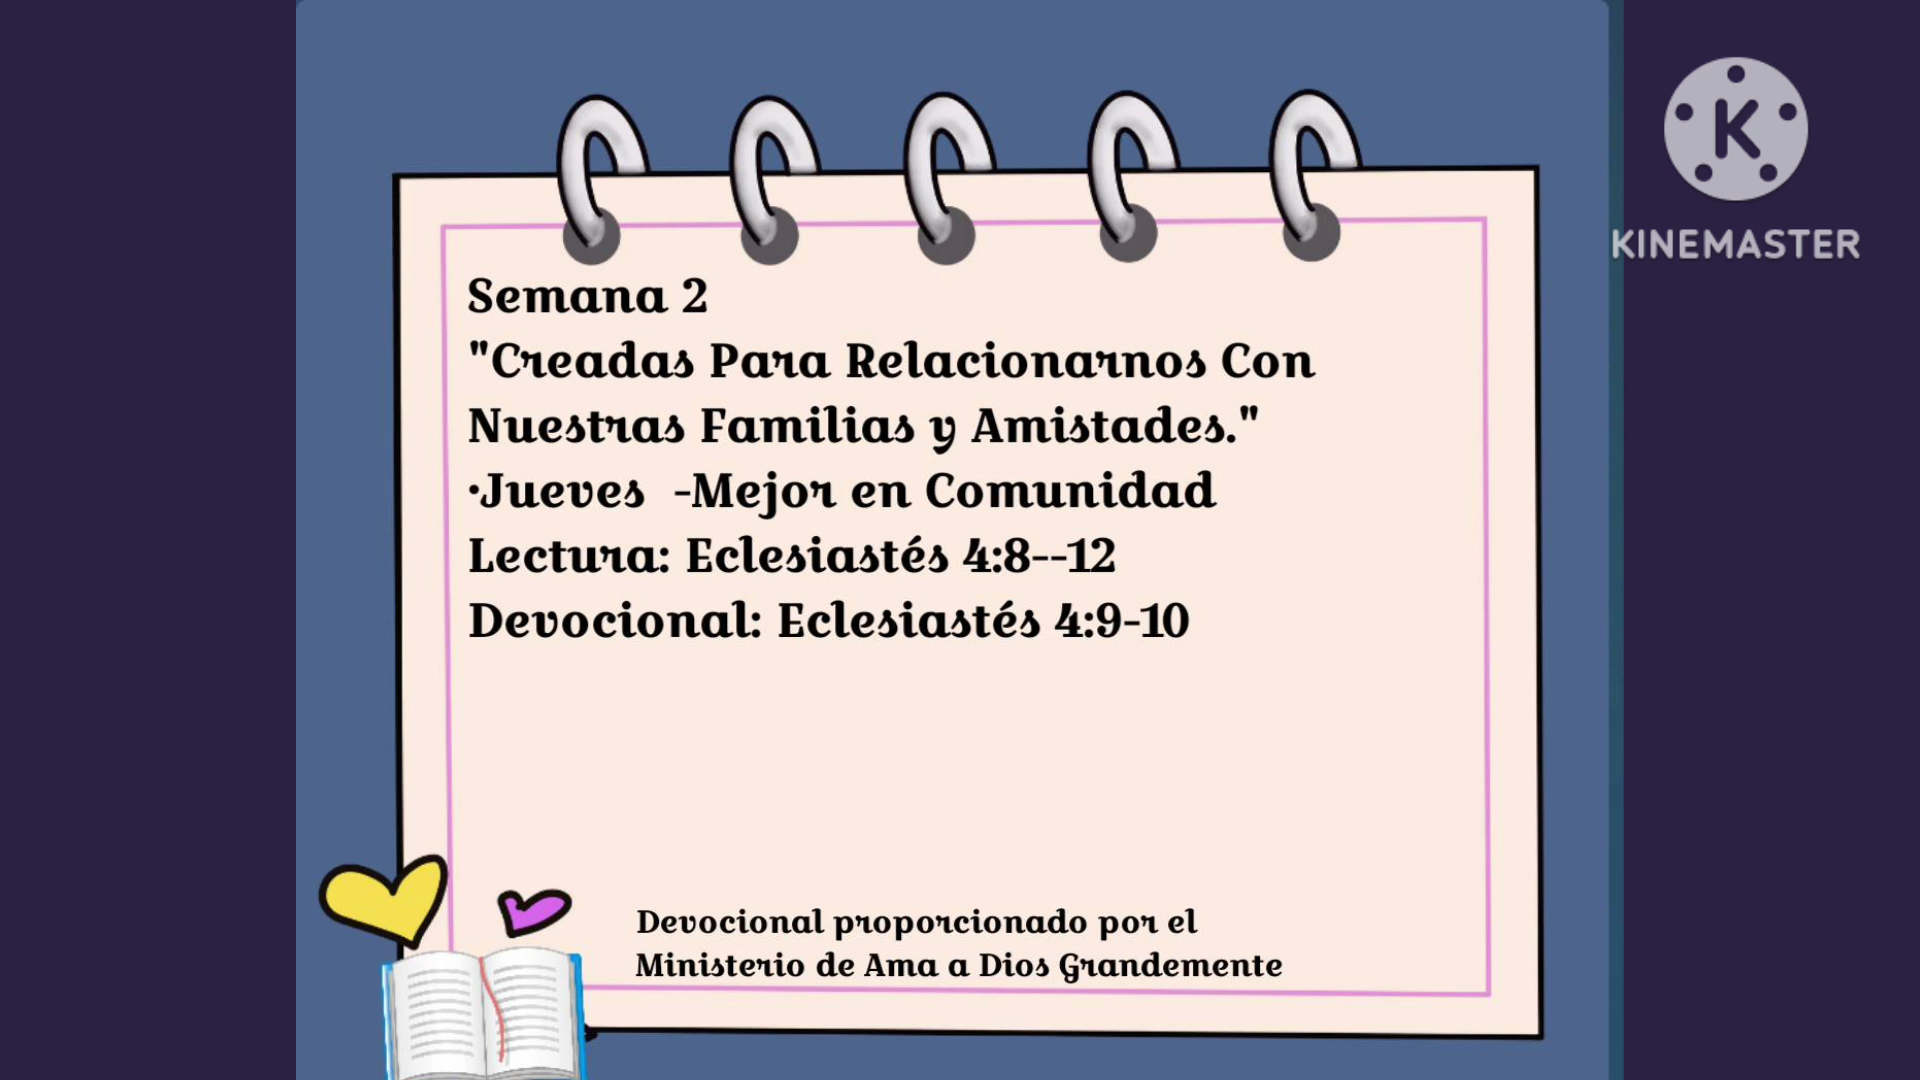 Semana 2
"Creadas Para Relacionarnos Con
Nuestras Familias y Amistades."
•Jueves  -Mejor en Comunidad
Lectura: Eclesiastés 4:8--12
Devocional: Eclesiastés 4:9-10
Devocional proporcionado por el
Ministerio de Ama a Dios Grandemente
K
KINEMASTER